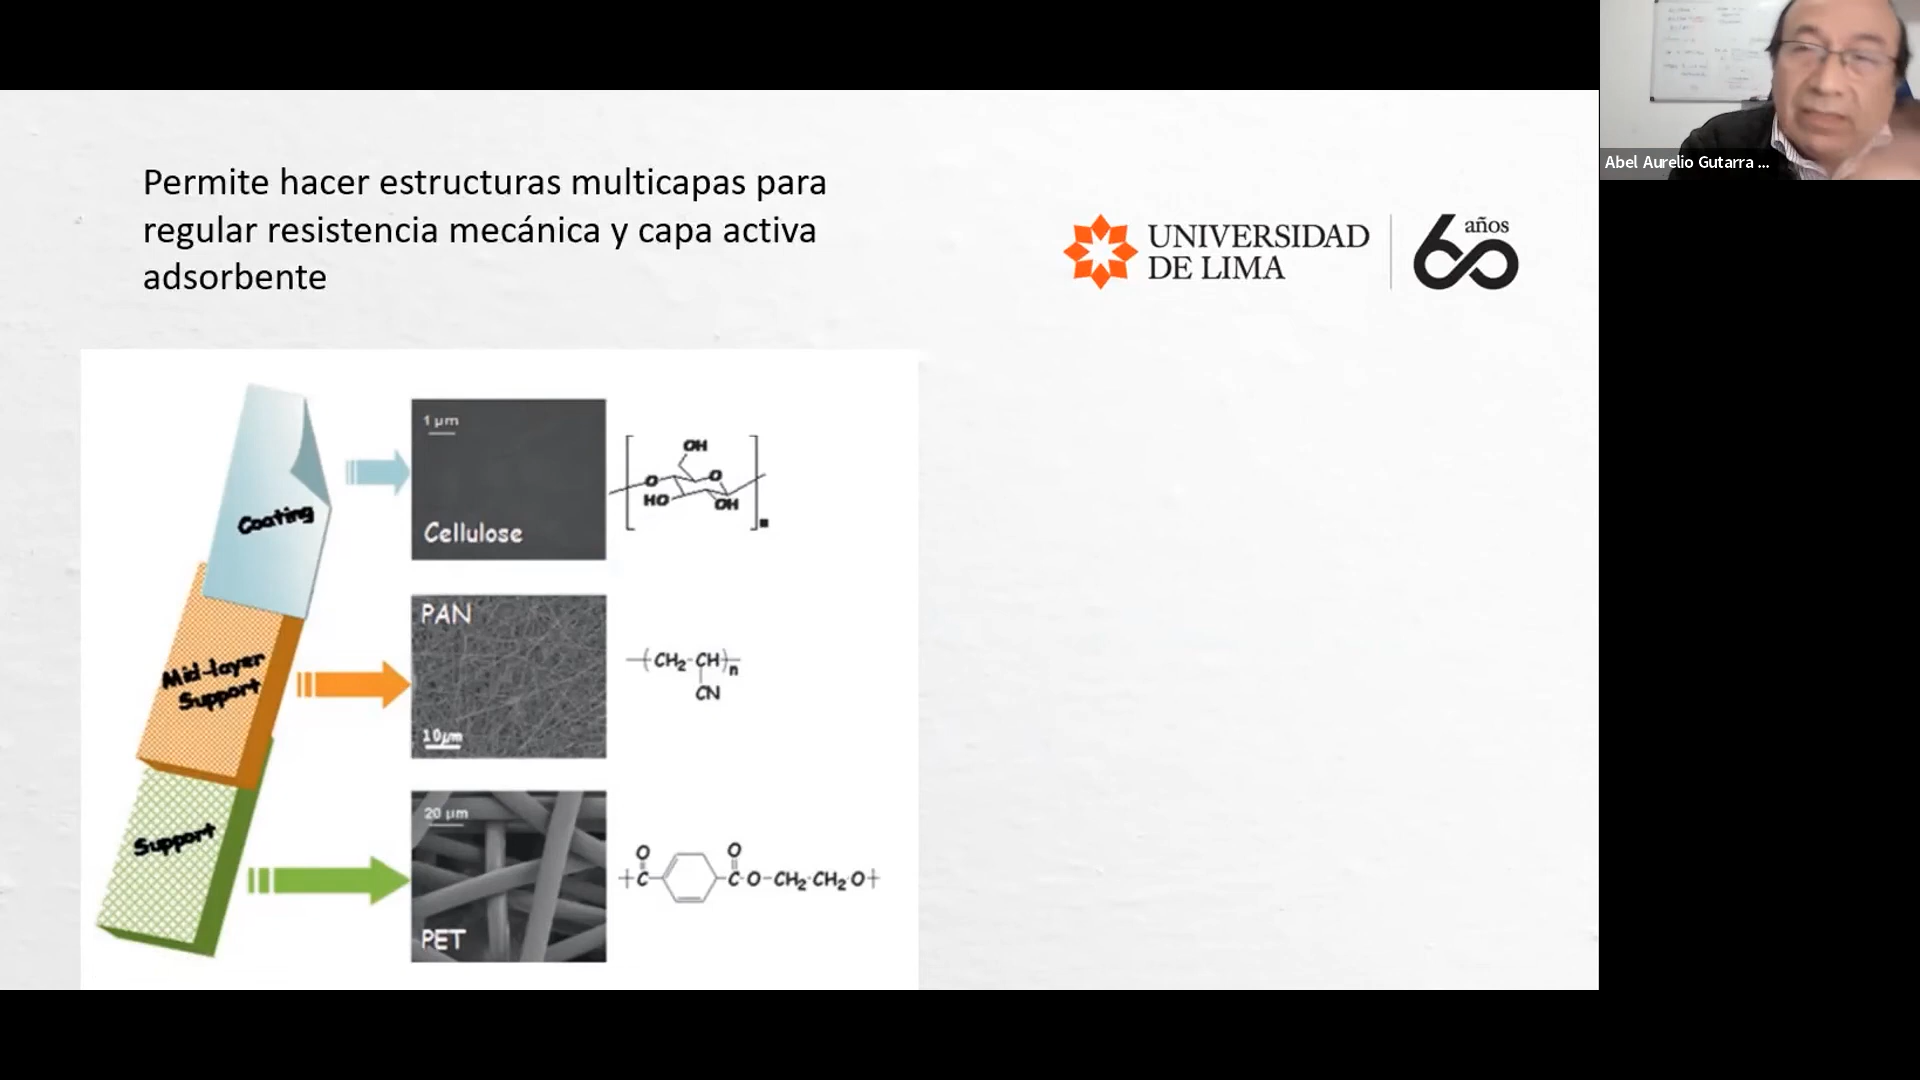 Permite hacer estructuras multicapas para
regular resistencia mecánica y capa activa
adsorbente
UNIVERSIDAD
DE LIMA
60 años
Abel Aurelio Gutarra ...
Coating
1 µm
Cellulose
OH
O
O
HO
OH
n
Mid-layer
Support
PAN
10µm
( CH2 CH ) n
CN
Support
20 µm
PET
O
O
C
C O-CH2 CH2 O